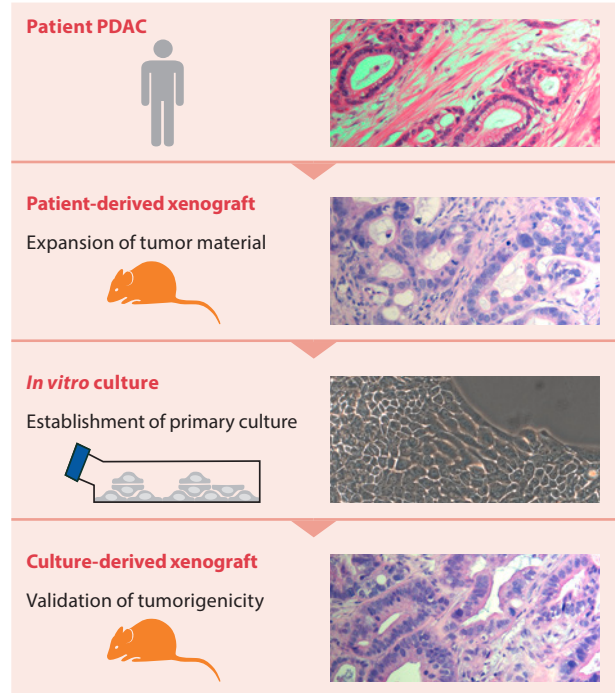 Patient PDAC
Patient-derived xenograft
Expansion of tumor material
In vitro culture
Establishment of primary culture
Culture-derived xenograft
Validation of tumorigenicity